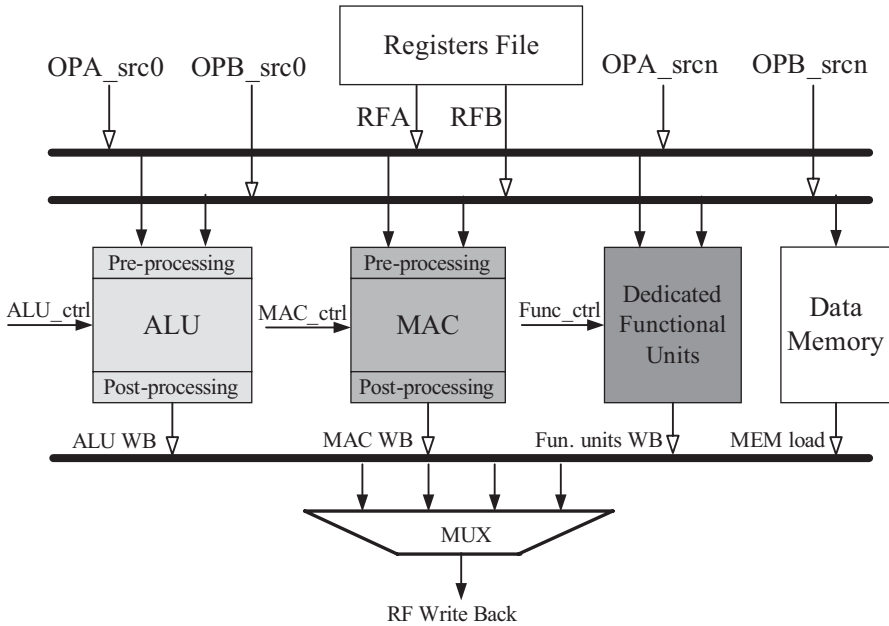 Registers File
OPA_src0 OPB_src0 OPA_srcn OPB_srcn
RFA RFB
Pre-processing Pre-processing
ALU_ctrl ALU MAC_ctrl MAC Func_ctrl Dedicated Functional Units Data Memory
Post-processing Post-processing
ALU WB MAC WB Fun. units WB MEM load
MUX
RF Write Back